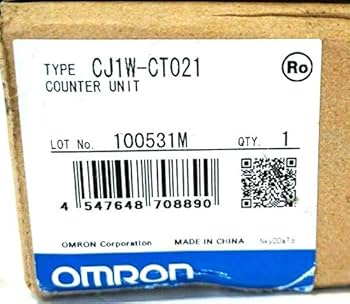 TYPE CJ1W-CT021
COUNTER UNIT
Ro
LOT No. 100531M QTY. 1
4 547648 708890
OMRON Corporation MADE IN CHINA
OMRON